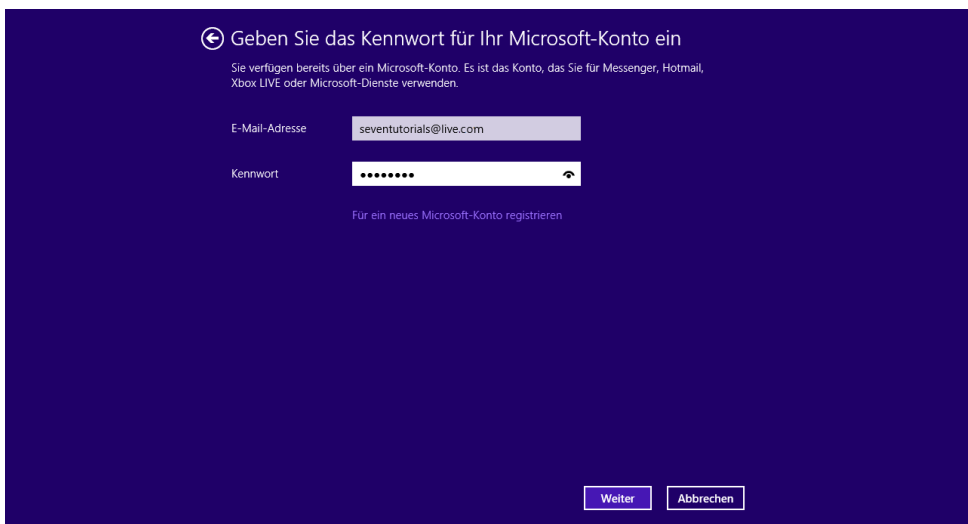 Geben Sie das Kennwort für Ihr Microsoft-Konto ein
Sie verfügen bereits über ein Microsoft-Konto. Es ist das Konto, das Sie für Messenger, Hotmail,
Xbox LIVE oder Microsoft-Dienste verwenden.
E-Mail-Adresse
seventutorials@live.com
Kennwort
••••••••
Für ein neues Microsoft-Konto registrieren
Weiter
Abbrechen